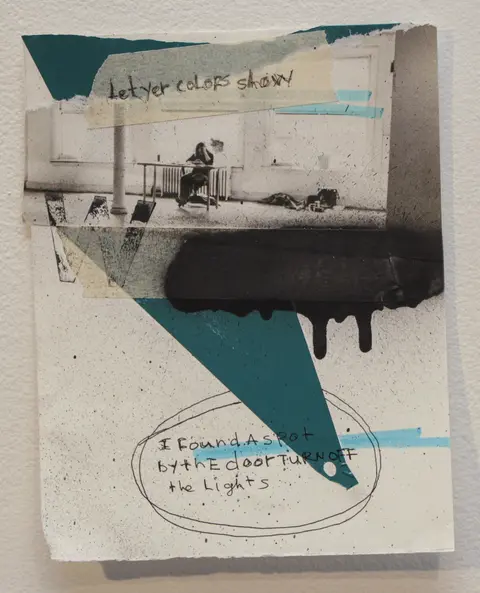 Let yer coLoRs show
W
I Found. A spot
by thE door TURN OFF
the Lights